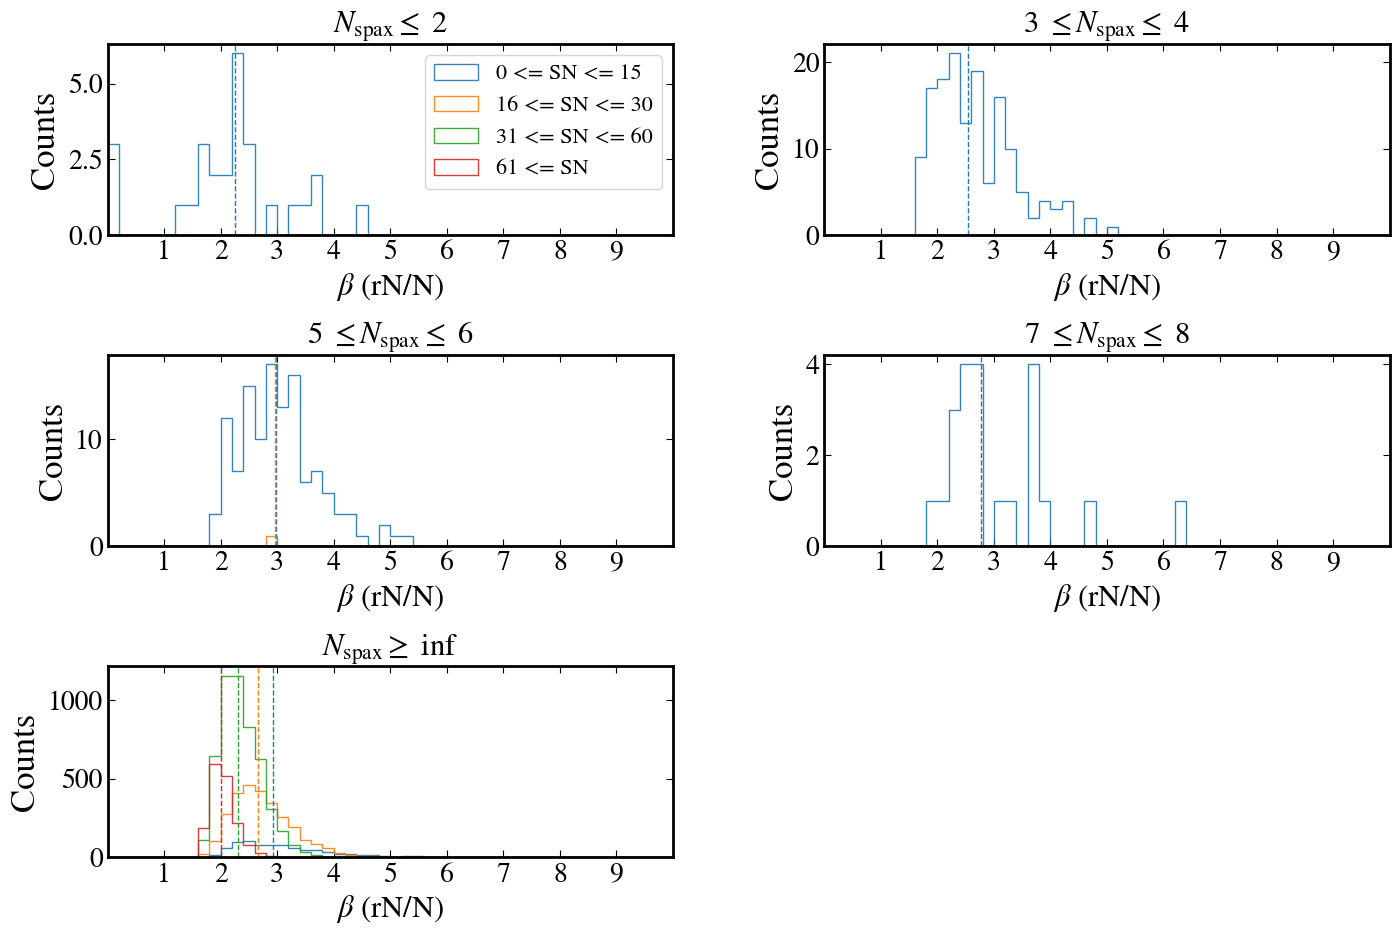 N_spax ≤ 2
Counts
5.0
2.5
0.0
0 <= SN <= 15
16 <= SN <= 30
31 <= SN <= 60
61 <= SN
1 2 3 4 5 6 7 8 9
β (rN/N)
3 ≤N_spax ≤ 4
Counts
20
10
0
1 2 3 4 5 6 7 8 9
β (rN/N)
5 ≤N_spax ≤ 6
Counts
10
0
1 2 3 4 5 6 7 8 9
β (rN/N)
7 ≤N_spax ≤ 8
Counts
4
2
0
1 2 3 4 5 6 7 8 9
β (rN/N)
N_spax ≥ inf
Counts
1000
500
0
1 2 3 4 5 6 7 8 9
β (rN/N)